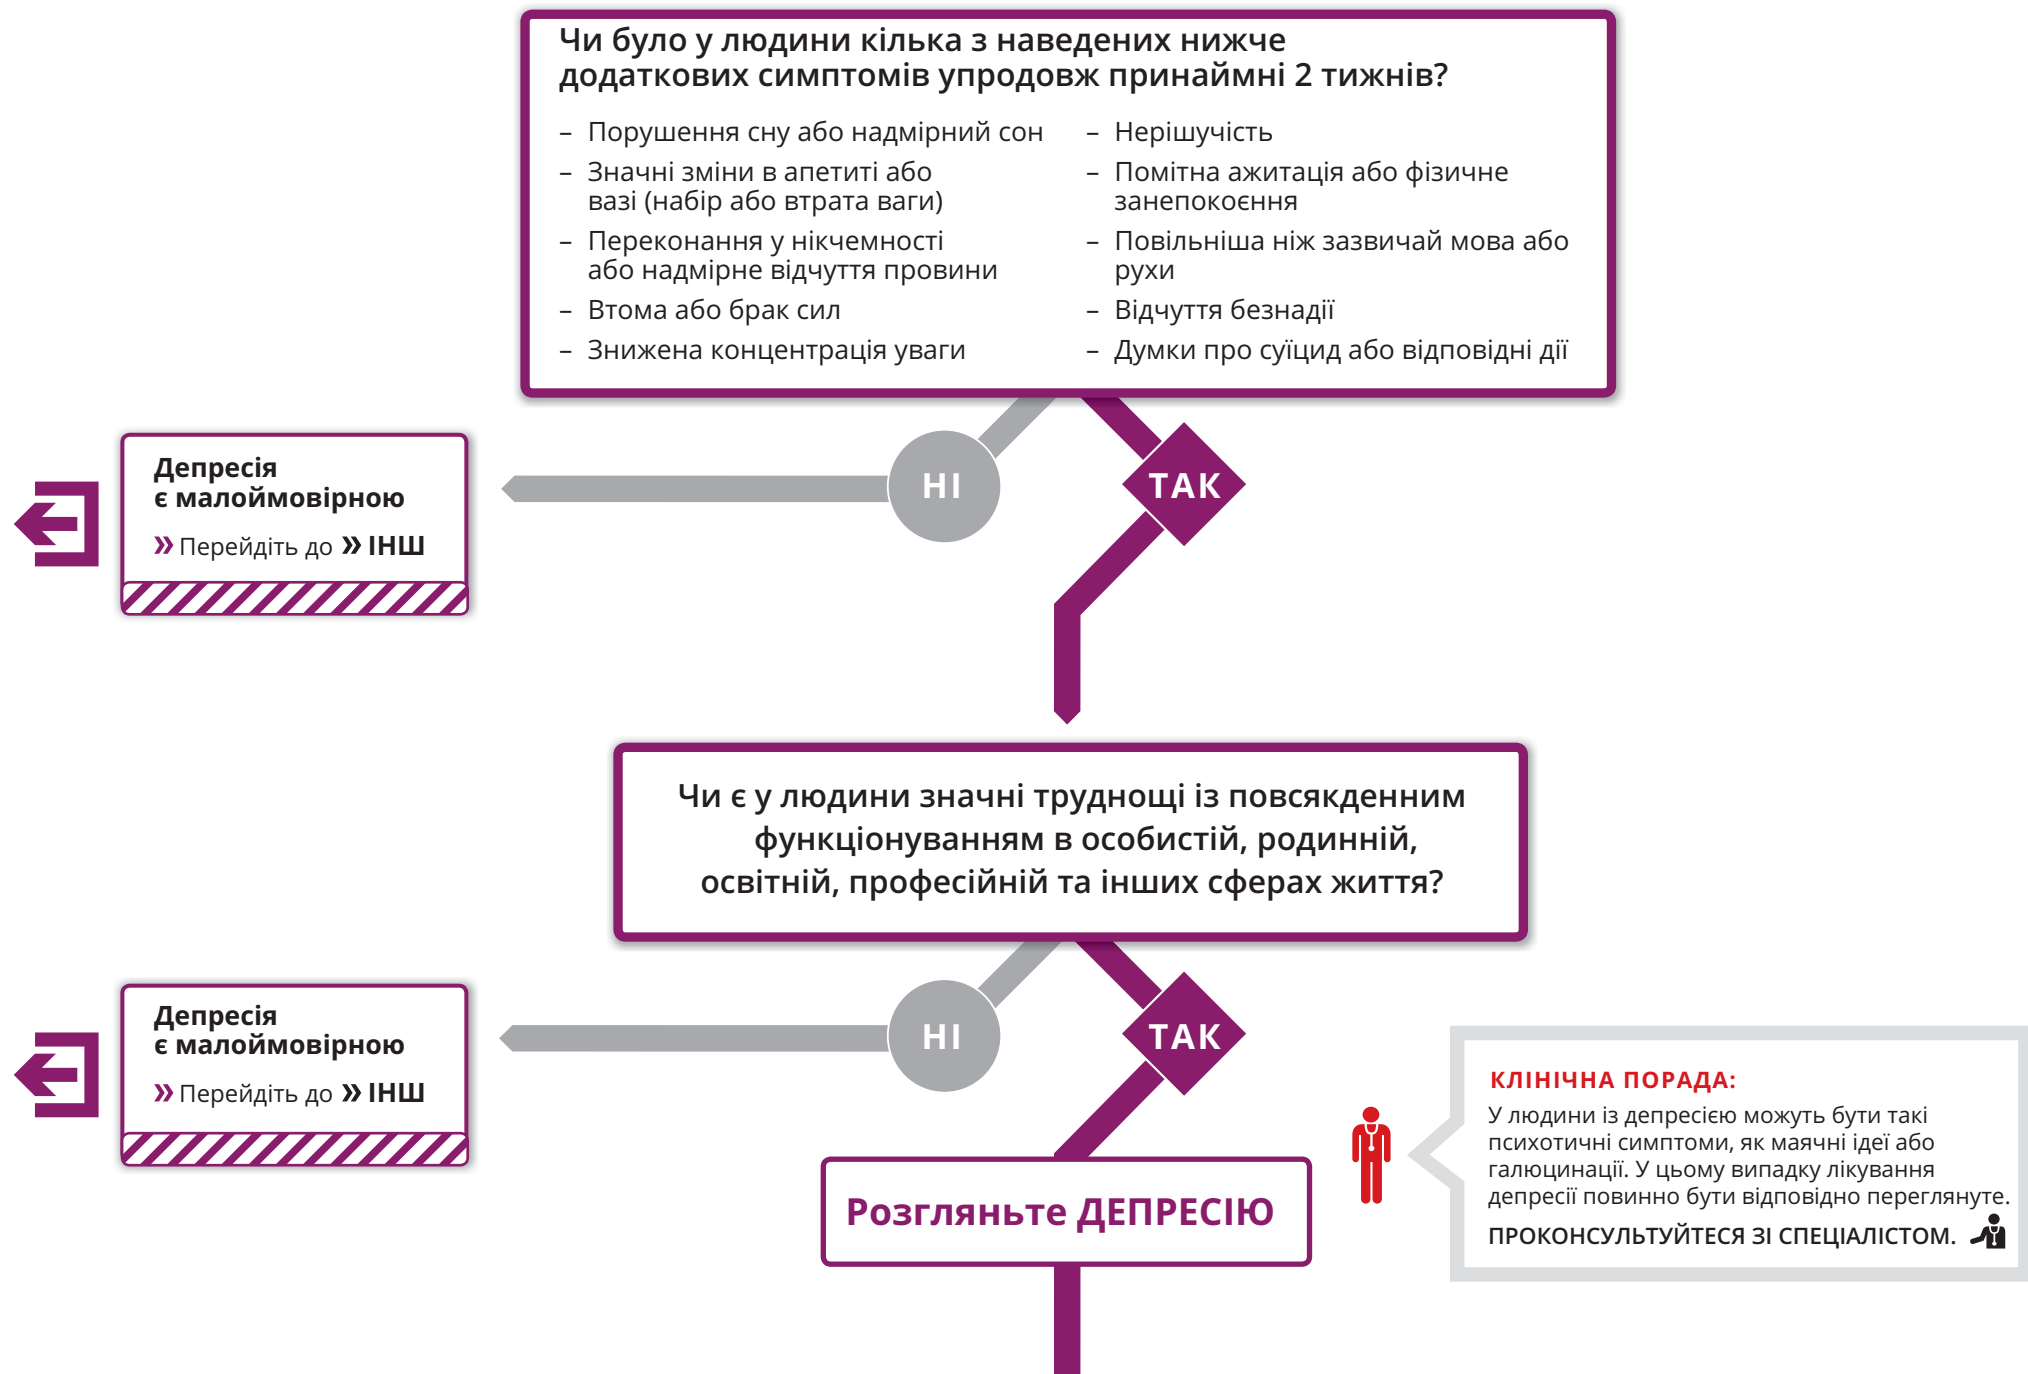 Чи було у людини кілька з наведених нижче
додаткових симптомів упродовж принаймні 2 тижнів?
– Порушення сну або надмірний сон
– Значні зміни в апетиті або
вазі (набір або втрата ваги)
– Переконання у нікчемності
або надмірне відчуття провини
– Втома або брак сил
– Знижена концентрація уваги
– Нерішучість
– Помітна ажитація або фізичне
занепокоєння
– Повільніша ніж зазвичай мова або
рухи
– Відчуття безнадії
– Думки про суїцид або відповідні дії
НІ
ТАК
Депресія
є малоймовірною
» Перейдіть до » ІНШ
Чи є у людини значні труднощі із повсякденним
функціонуванням в особистій, родинній,
освітній, професійній та інших сферах життя?
НІ
ТАК
Депресія
є малоймовірною
» Перейдіть до » ІНШ
Розгляньте ДЕПРЕСІЮ
КЛІНІЧНА ПОРАДА:
У людини із депресією можуть бути такі
психотичні симптоми, як маячні ідеї або
галюцинації. У цьому випадку лікування
депресії повинно бути відповідно переглянуте.
ПРОКОНСУЛЬТУЙТЕСЯ ЗІ СПЕЦІАЛІСТОМ.